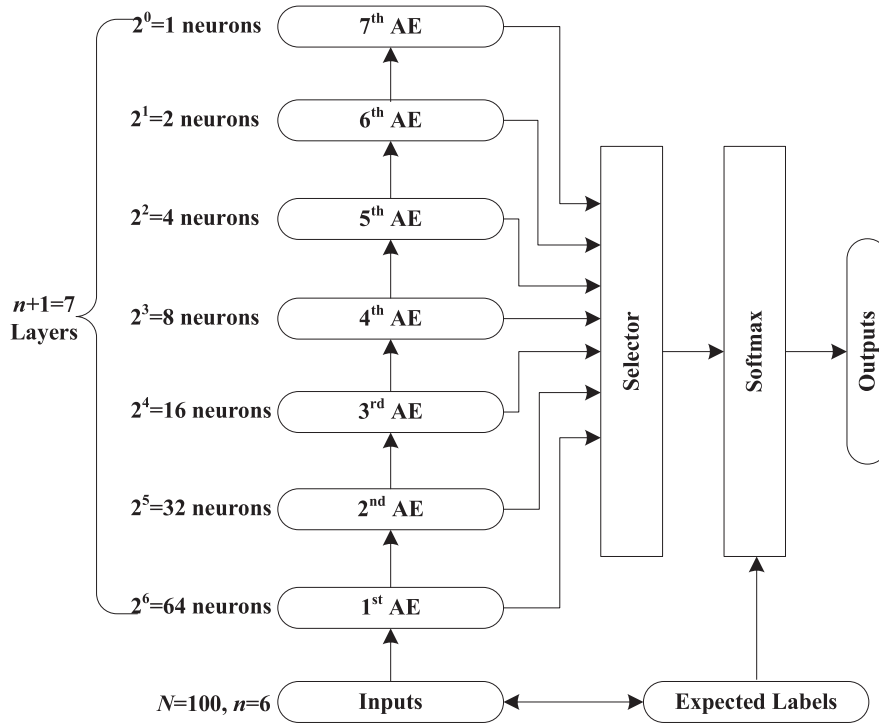 2⁰=1 neurons
7ᵗʰ AE
2¹=2 neurons
6ᵗʰ AE
2²=4 neurons
5ᵗʰ AE
n+1=7
Layers
2³=8 neurons
4ᵗʰ AE
2⁴=16 neurons
3ʳᵈ AE
2⁵=32 neurons
2ⁿᵈ AE
2⁶=64 neurons
1ˢᵗ AE
N=100, n=6
Inputs
Selector
Softmax
Outputs
Expected Labels